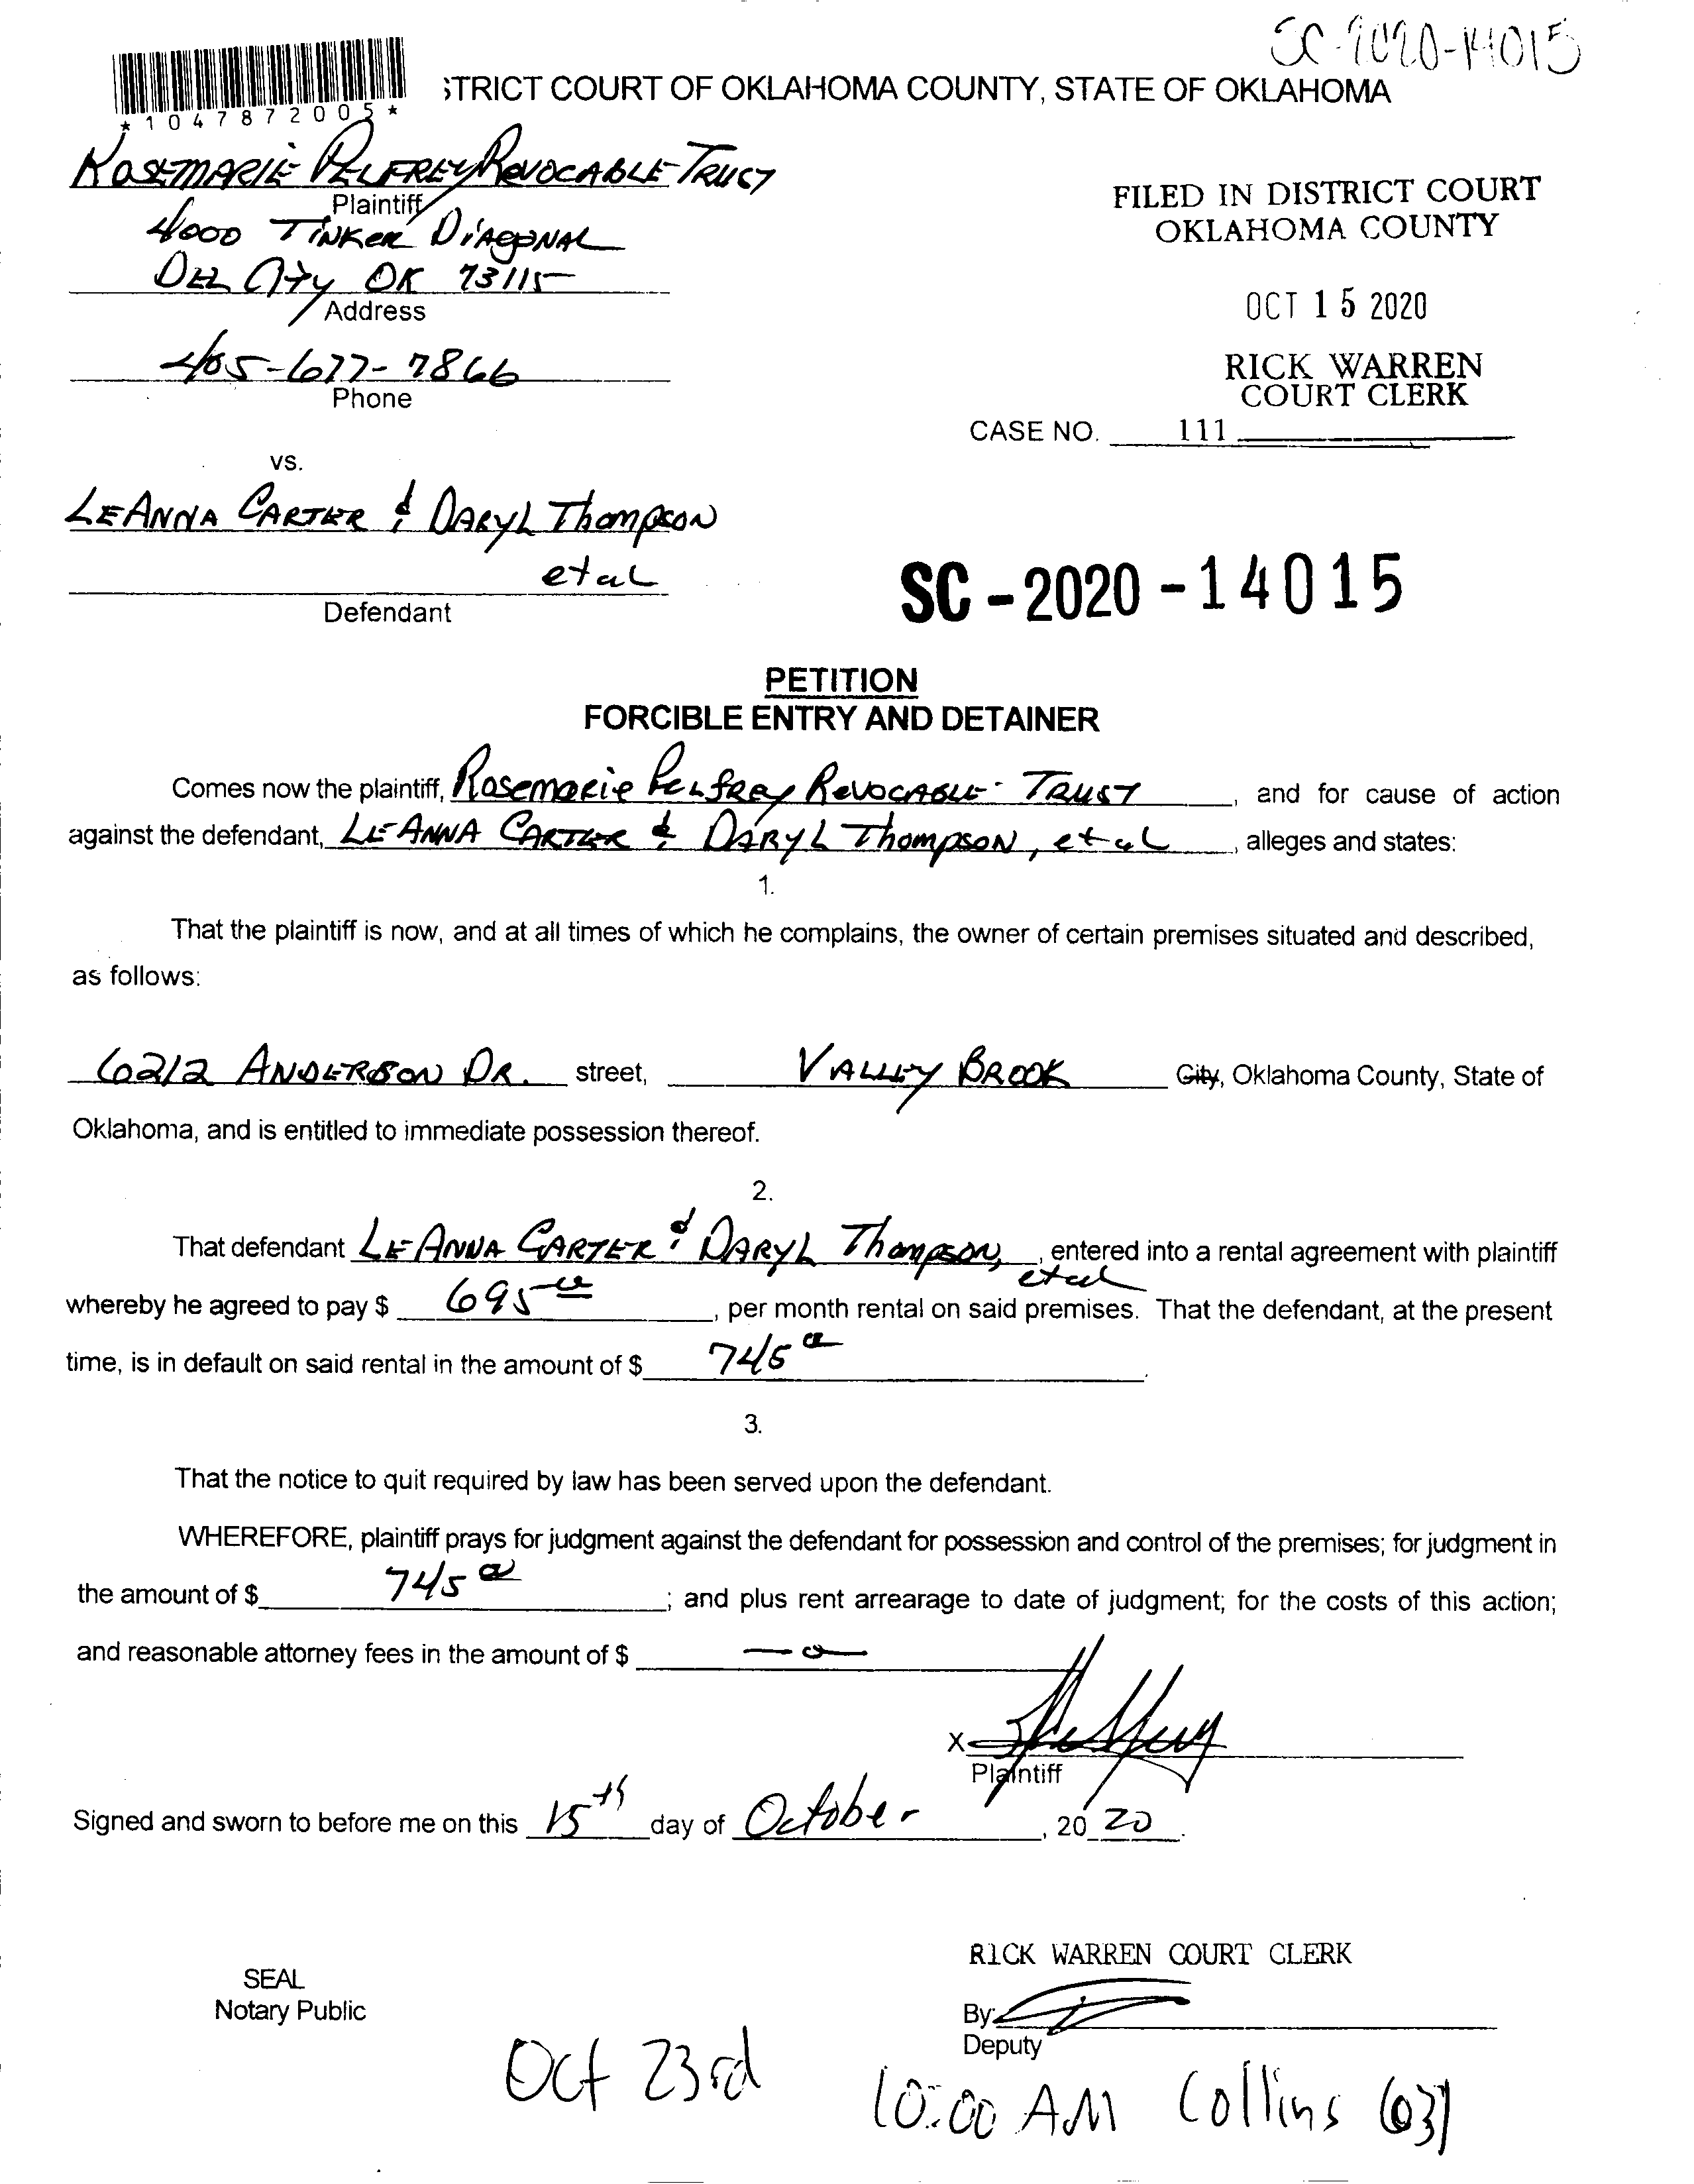 SC-2020-14015
*1047872005*
STRICT COURT OF OKLAHOMA COUNTY, STATE OF OKLAHOMA
ROSEMARIE PELFREY REVOCABLE TRUST
Plaintiff
4000 TINKER DIAGONAL
DEL CITY OK 73115
Address
405-677-7866
Phone
FILED IN DISTRICT COURT
OKLAHOMA COUNTY
OCT 15 2020
RICK WARREN
COURT CLERK
CASE NO. 111
vs.
LEANNA CARTER & DARYL THOMPSON
et al
Defendant
SC-2020-14015
PETITION
FORCIBLE ENTRY AND DETAINER
Comes now the plaintiff, Rosemarie Pelfrey Revocable Trust, and for cause of action
against the defendant, LEANNA CARTER & DARYL Thompson, et al, alleges and states:
1.
That the plaintiff is now, and at all times of which he complains, the owner of certain premises situated and described,
as follows:
6212 ANDERSON DR. street, VALLEY BROOK City, Oklahoma County, State of
Oklahoma, and is entitled to immediate possession thereof.
2.
That defendant LEANNA CARTER & DARYL Thompson, et al, entered into a rental agreement with plaintiff
whereby he agreed to pay $ 695, per month rental on said premises. That the defendant, at the present
time, is in default on said rental in the amount of $ 745.
3.
That the notice to quit required by law has been served upon the defendant.
WHEREFORE, plaintiff prays for judgment against the defendant for possession and control of the premises; for judgment in
the amount of $ 745; and plus rent arrearage to date of judgment; for the costs of this action;
and reasonable attorney fees in the amount of $ -0-
X
Plaintiff
Signed and sworn to before me on this 15th day of October, 2020.
RICK WARREN COURT CLERK
SEAL
Notary Public
By:
Deputy
Oct 23rd
10:00 AM Collins (03)